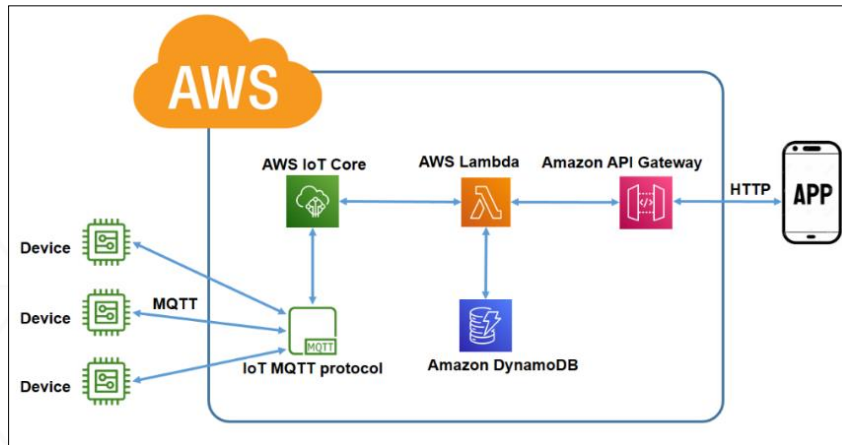 AWS
AWS IoT Core
AWS Lambda
Amazon API Gateway
HTTP
APP
Device
MQTT
Device
Device
MQTT
IoT MQTT protocol
Amazon DynamoDB